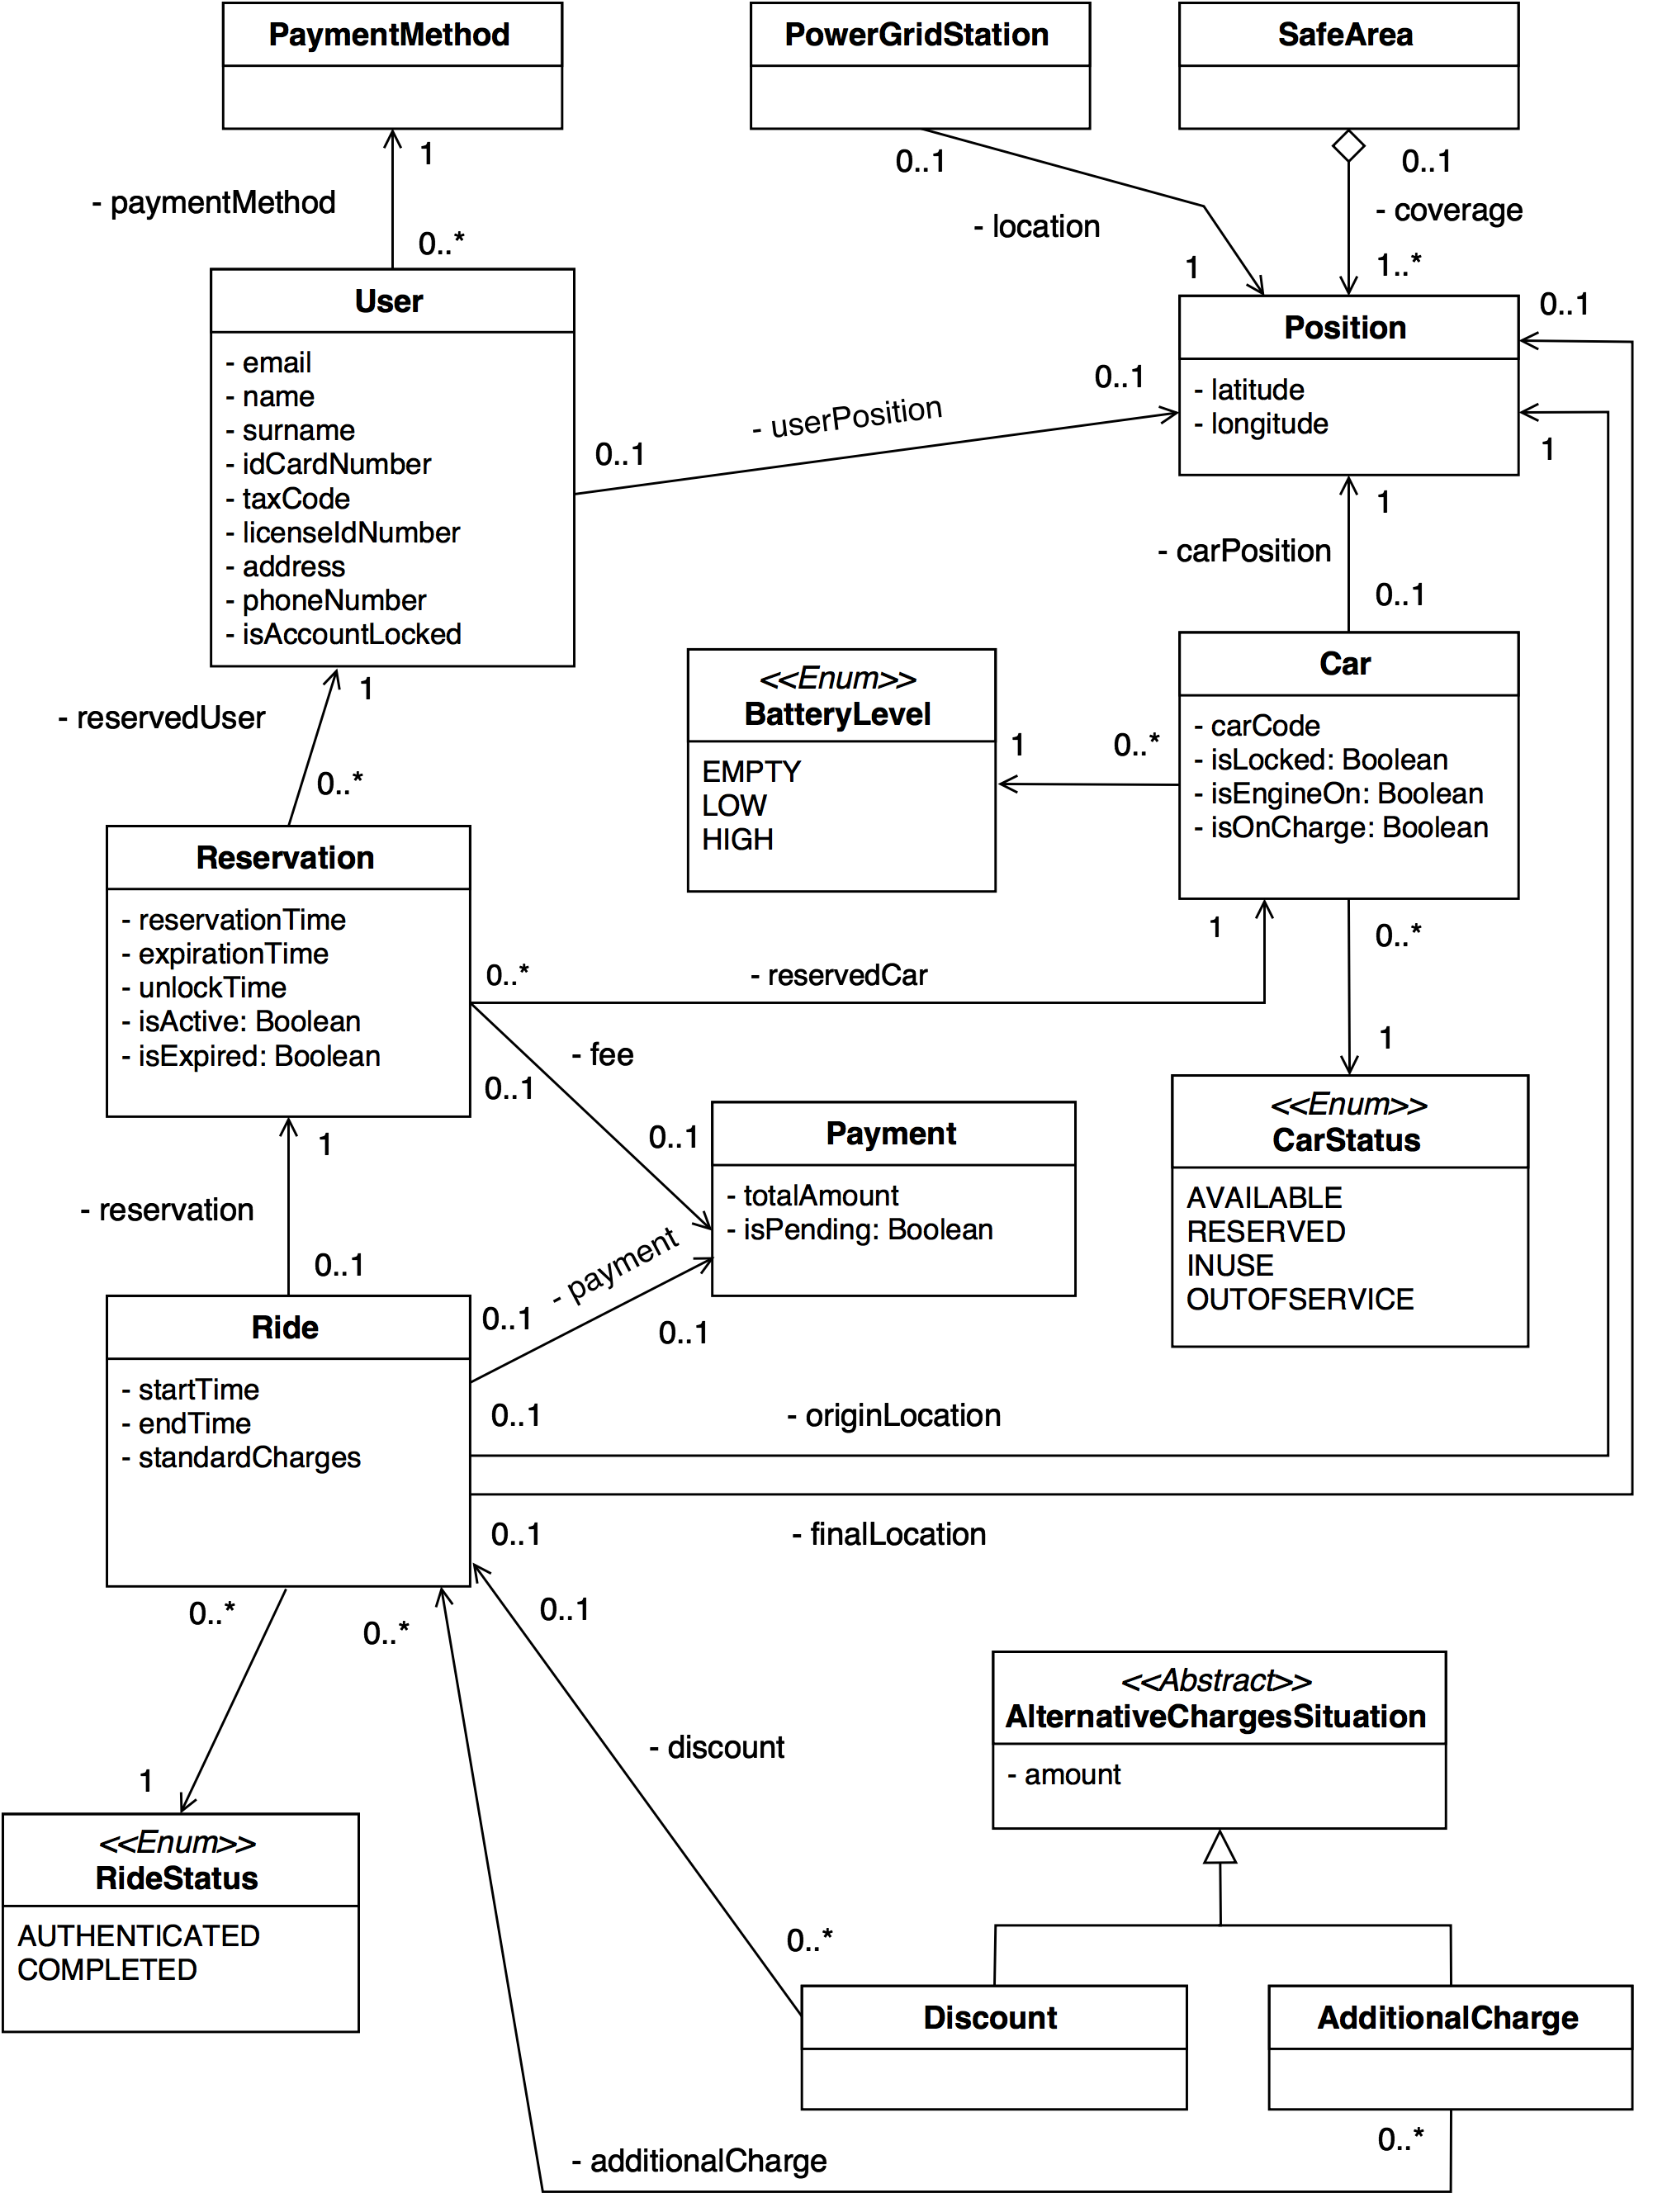 PaymentMethod
PowerGridStation
SafeArea
1
0..1
0..1
- paymentMethod
- coverage
- location
0..*
1
1..*
User
- email
- name
- surname
- idCardNumber
- taxCode
- licenseIdNumber
- address
- phoneNumber
- isAccountLocked
0..1
- userPosition
0..1
Position
- latitude
- longitude
0..1
1
1
- carPosition
0..1
Car
- carCode
- isLocked: Boolean
- isEngineOn: Boolean
- isOnCharge: Boolean
<<Enum>>
BatteryLevel
EMPTY
LOW
HIGH
1
0..*
1
- reservedUser
0..*
Reservation
- reservationTime
- expirationTime
- unlockTime
- isActive: Boolean
- isExpired: Boolean
0..*
- reservedCar
1
0..*
1
- fee
0..1
0..1
<<Enum>>
CarStatus
AVAILABLE
RESERVED
INUSE
OUTOFSERVICE
Payment
- totalAmount
- isPending: Boolean
1
- reservation
0..1
- payment
0..1
0..1
Ride
- startTime
- endTime
- standardCharges
0..1
- originLocation
0..1
- finalLocation
0..*
0..*
0..1
- discount
<<Abstract>>
AlternativeChargesSituation
- amount
1
<<Enum>>
RideStatus
AUTHENTICATED
COMPLETED
0..*
Discount
AdditionalCharge
0..*
- additionalCharge